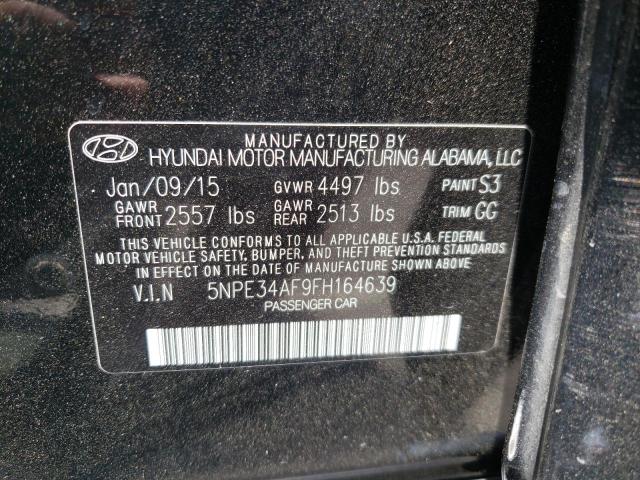 MANUFACTURED BY
HYUNDAI MOTOR MANUFACTURING ALABAMA, LLC
Jan/09/15 GVWR 4497 lbs PAINT S3
GAWR FRONT 2557 lbs GAWR REAR 2513 lbs TRIM GG
THIS VEHICLE CONFORMS TO ALL APPLICABLE U.S.A. FEDERAL
MOTOR VEHICLE SAFETY, BUMPER, AND THEFT PREVENTION STANDARDS
IN EFFECT ON THE DATE OF MANUFACTURE SHOWN ABOVE.
V.I.N 5NPE34AF9FH164639
PASSENGER CAR